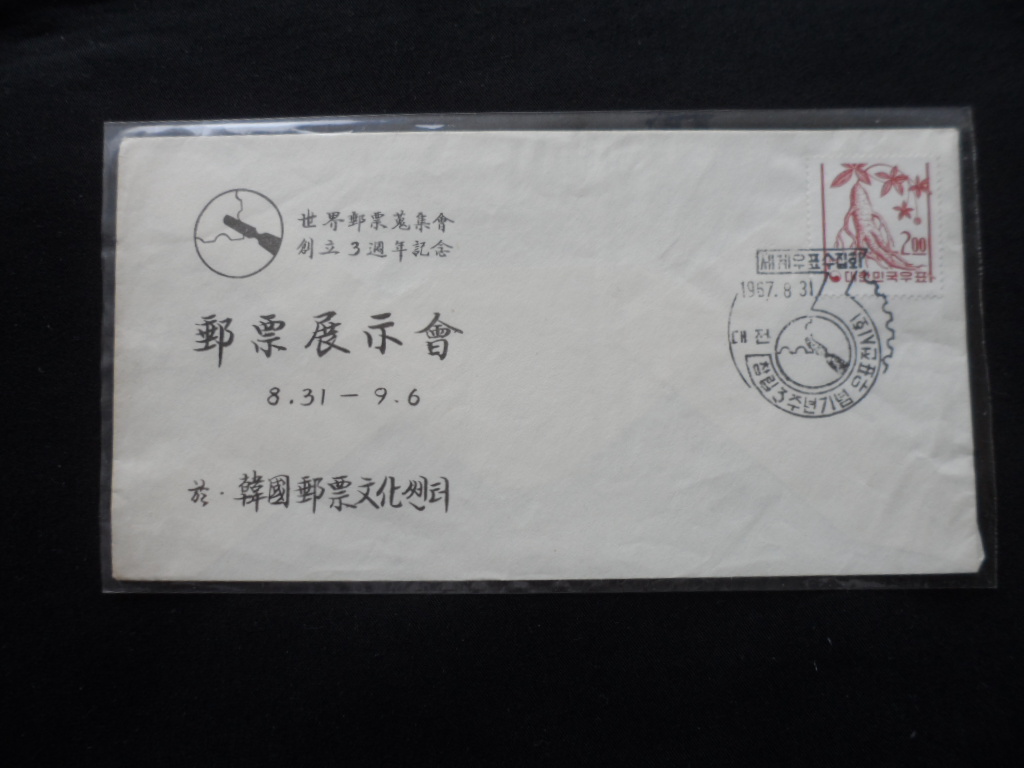 世界郵票蒐集會
創立3週年記念
郵票展示會
8.31 - 9.6
於. 韓國郵票文化쎈터
2.00
대한민국우표
세계우표수집회
1967.8.31
대전
창립3주년기념